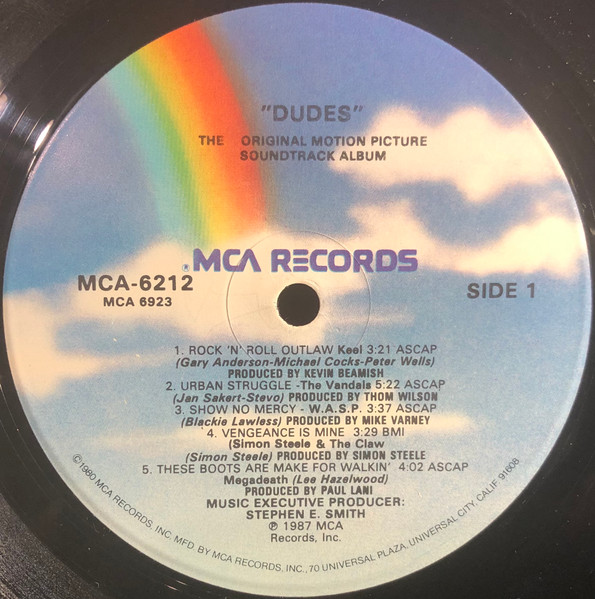 "DUDES"
THE ORIGINAL MOTION PICTURE
SOUNDTRACK ALBUM
®MCA RECORDS
MCA-6212
MCA 6923
SIDE 1
1. ROCK 'N' ROLL OUTLAW Keel 3:21 ASCAP
(Gary Anderson-Michael Cocks-Peter Wells)
PRODUCED BY KEVIN BEAMISH
2. URBAN STRUGGLE -The Vandals 5:22 ASCAP
(Jan Sakert-Stevo) PRODUCED BY THOM WILSON
3. SHOW NO MERCY - W.A.S.P. 3:37 ASCAP
(Blackie Lawless) PRODUCED BY MIKE VARNEY
4. VENGEANCE IS MINE 3:29 BMI
(Simon Steele & The Claw
(Simon Steele) PRODUCED BY SIMON STEELE
5. THESE BOOTS ARE MAKE FOR WALKIN' 4:02 ASCAP
Megadeath (Lee Hazelwood)
PRODUCED BY PAUL LANI
MUSIC EXECUTIVE PRODUCER:
STEPHEN E. SMITH
℗ 1987 MCA
Records, Inc.
©1980 MCA RECORDS, INC. MFD. BY MCA RECORDS, INC., 70 UNIVERSAL PLAZA, UNIVERSAL CITY, CALIF. 91608